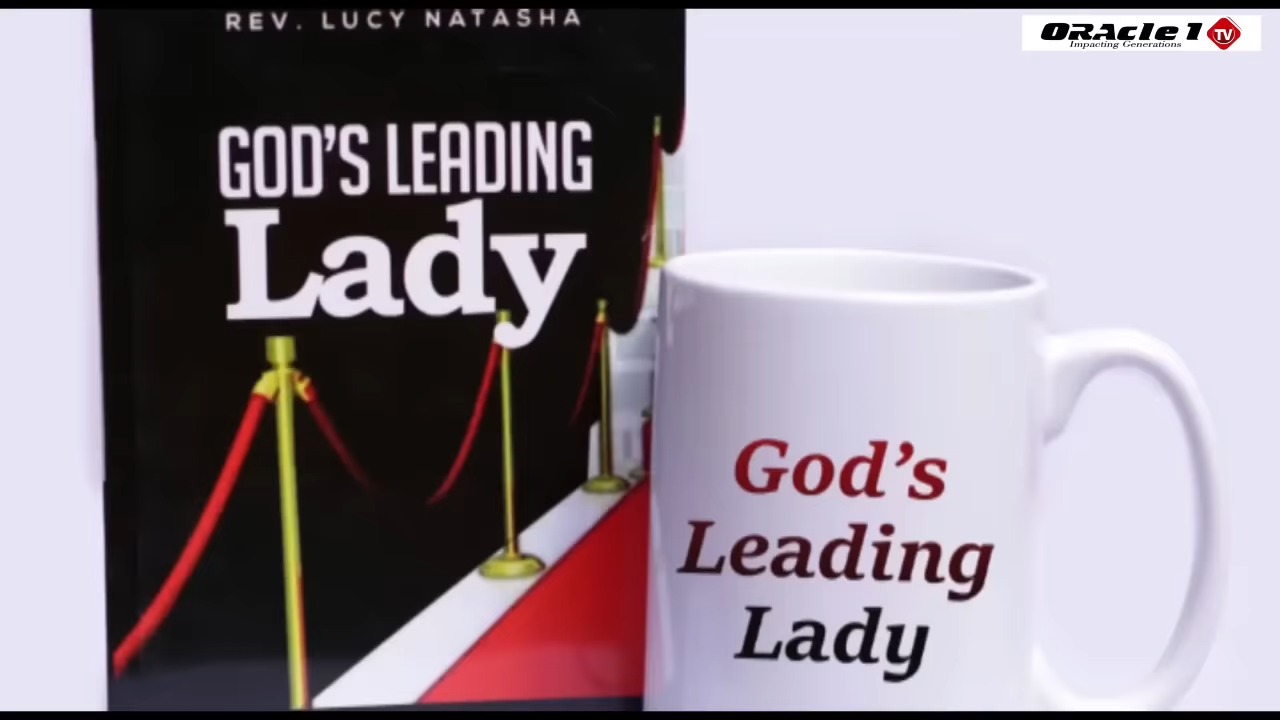 REV. LUCY NATASHA
GOD'S LEADING
Lady
God's
Leading
Lady
ORACle 1 TV
Impacting Generations